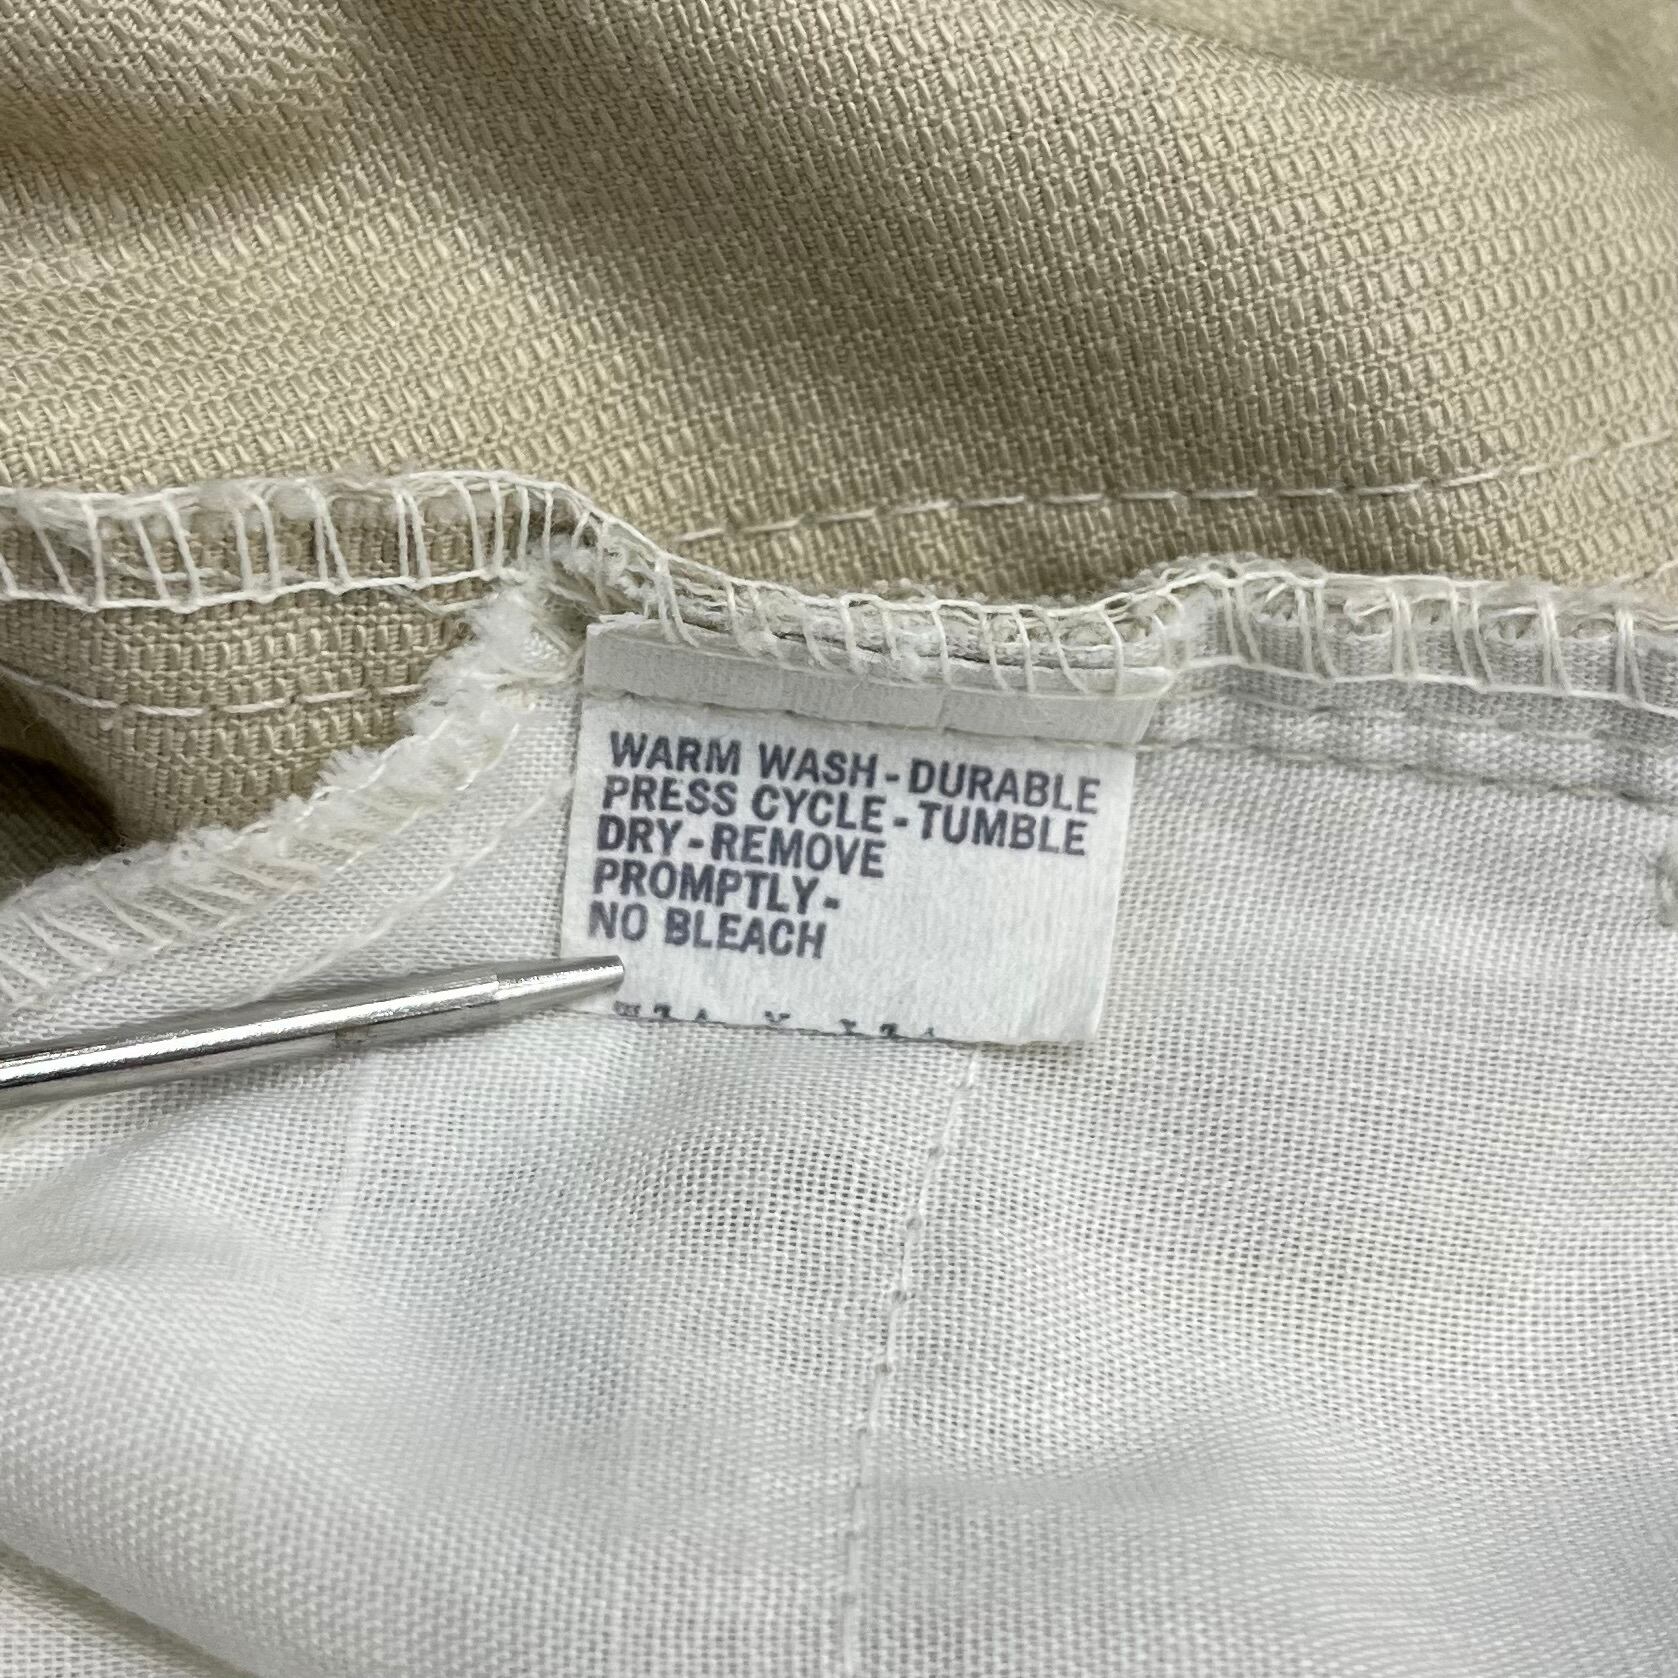 WARM WASH-DURABLE
PRESS CYCLE-TUMBLE
DRY-REMOVE
PROMPTLY-
NO BLEACH